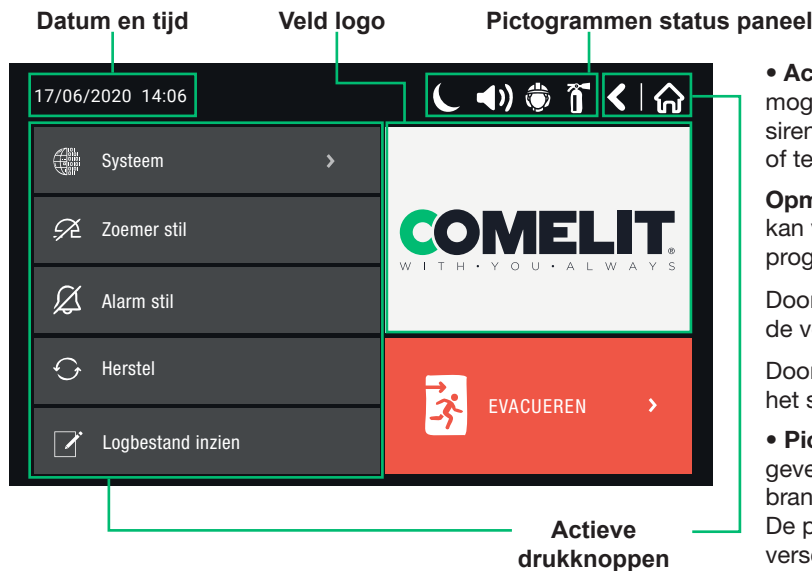 Datum en tijd
Veld logo
Pictogrammen status paneel
17/06/2020 14:06
Systeem
Zoemer stil
Alarm stil
Herstel
Logbestand inzien
COMELIT®
WITH·YOU·ALWAYS
EVACUEREN
Actieve
drukknoppen
• Ac
mog
siren
of te
Opm
kan
prog
Door
de v
Door
het s
• Pic
geve
bran
De p
vers